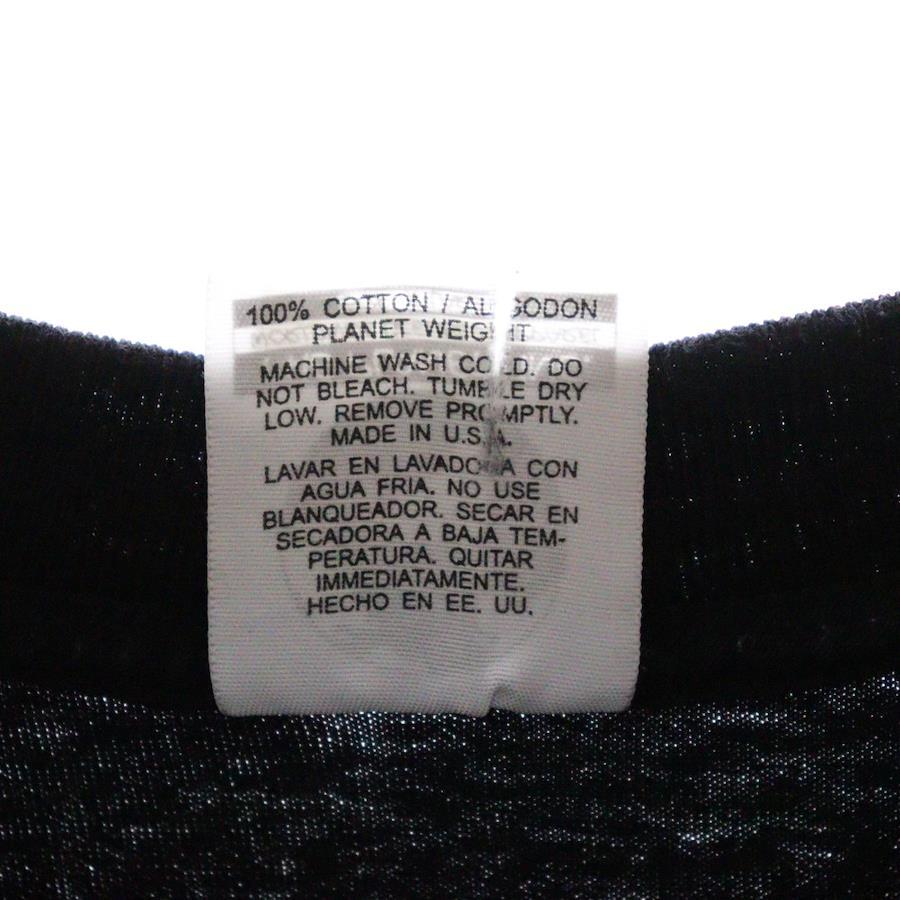 100% COTTON / ALGODON
PLANET WEIGHT
MACHINE WASH COLD. DO
NOT BLEACH. TUMBLE DRY
LOW. REMOVE PROMPTLY.
MADE IN U.S.A.
LAVAR EN LAVADORA CON
AGUA FRIA. NO USE
BLANQUEADOR. SECAR EN
SECADORA A BAJA TEM-
PERATURA. QUITAR
IMMEDIATAMENTE.
HECHO EN EE. UU.